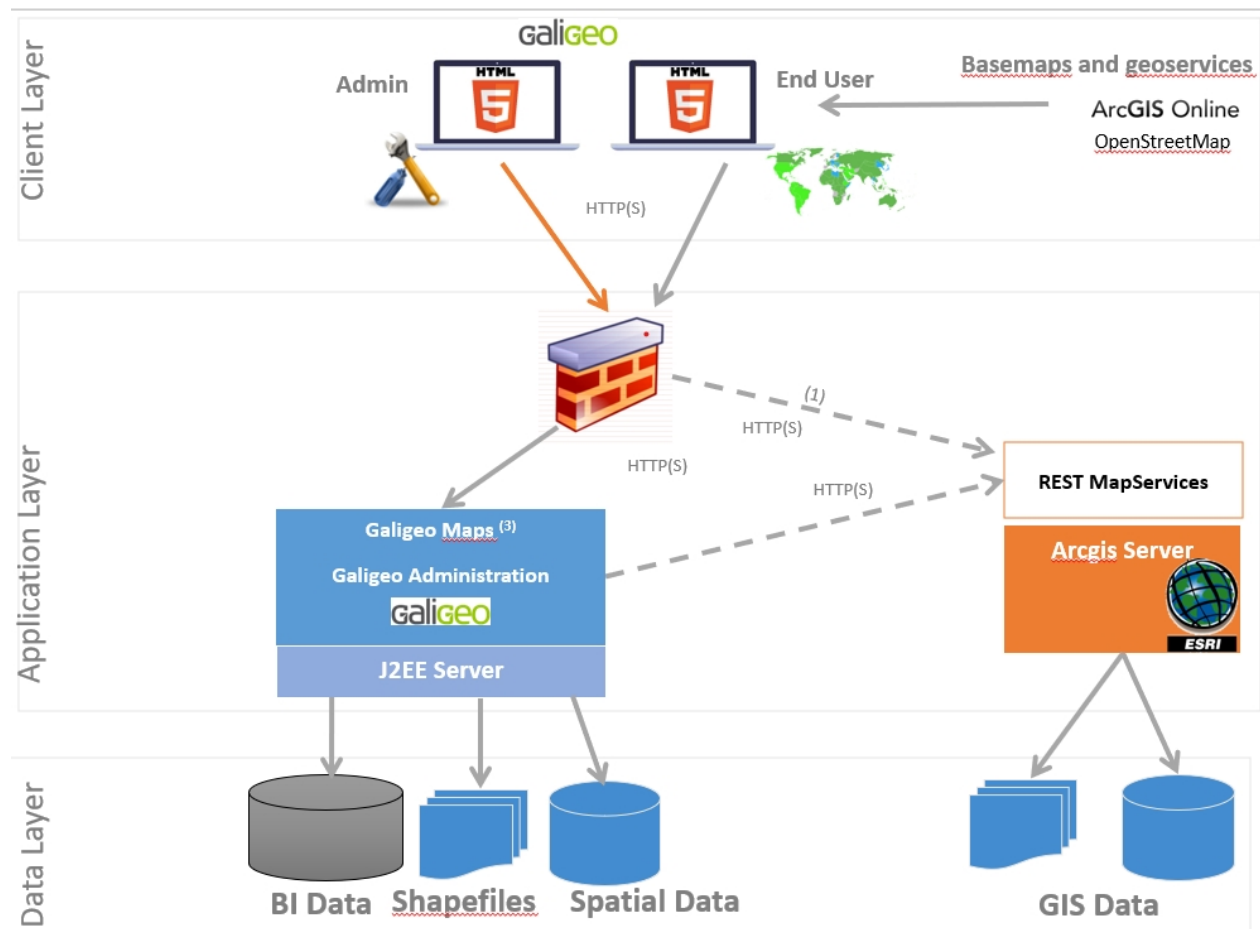 Client Layer
Galigeo
Admin
HTML
5
HTML
5
End User
Basemaps and geoservices
ArcGIS Online
OpenStreetMap
HTTP(S)
Application Layer
(1)
HTTP(S)
HTTP(S)
HTTP(S)
REST MapServices
Galigeo Maps (3)
Galigeo Administration
Galigeo
J2EE Server
Arcgis Server
ESRI
Data Layer
BI Data
Shapefiles
Spatial Data
GIS Data